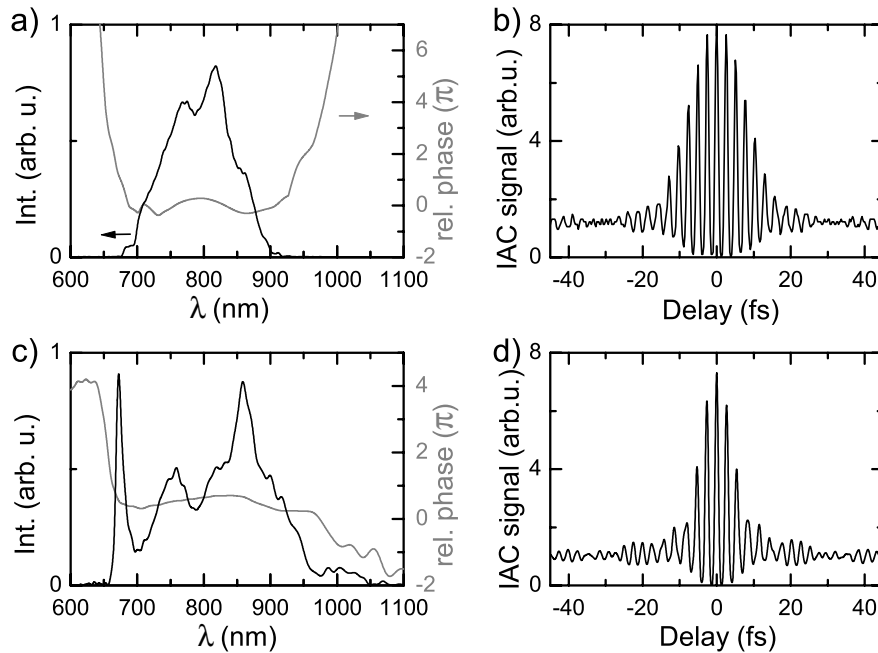 a)
1
0
Int. (arb. u.)
600 700 800 900 1000 1100
λ (nm)
6
4
2
0
-2
rel. phase (π)
b)
8
4
0
IAC signal (arb.u.)
-40 -20 0 20 40
Delay (fs)
c)
1
0
Int. (arb. u.)
600 700 800 900 1000 1100
λ (nm)
4
2
0
-2
rel. phase (π)
d)
8
4
0
IAC signal (arb.u.)
-40 -20 0 20 40
Delay (fs)